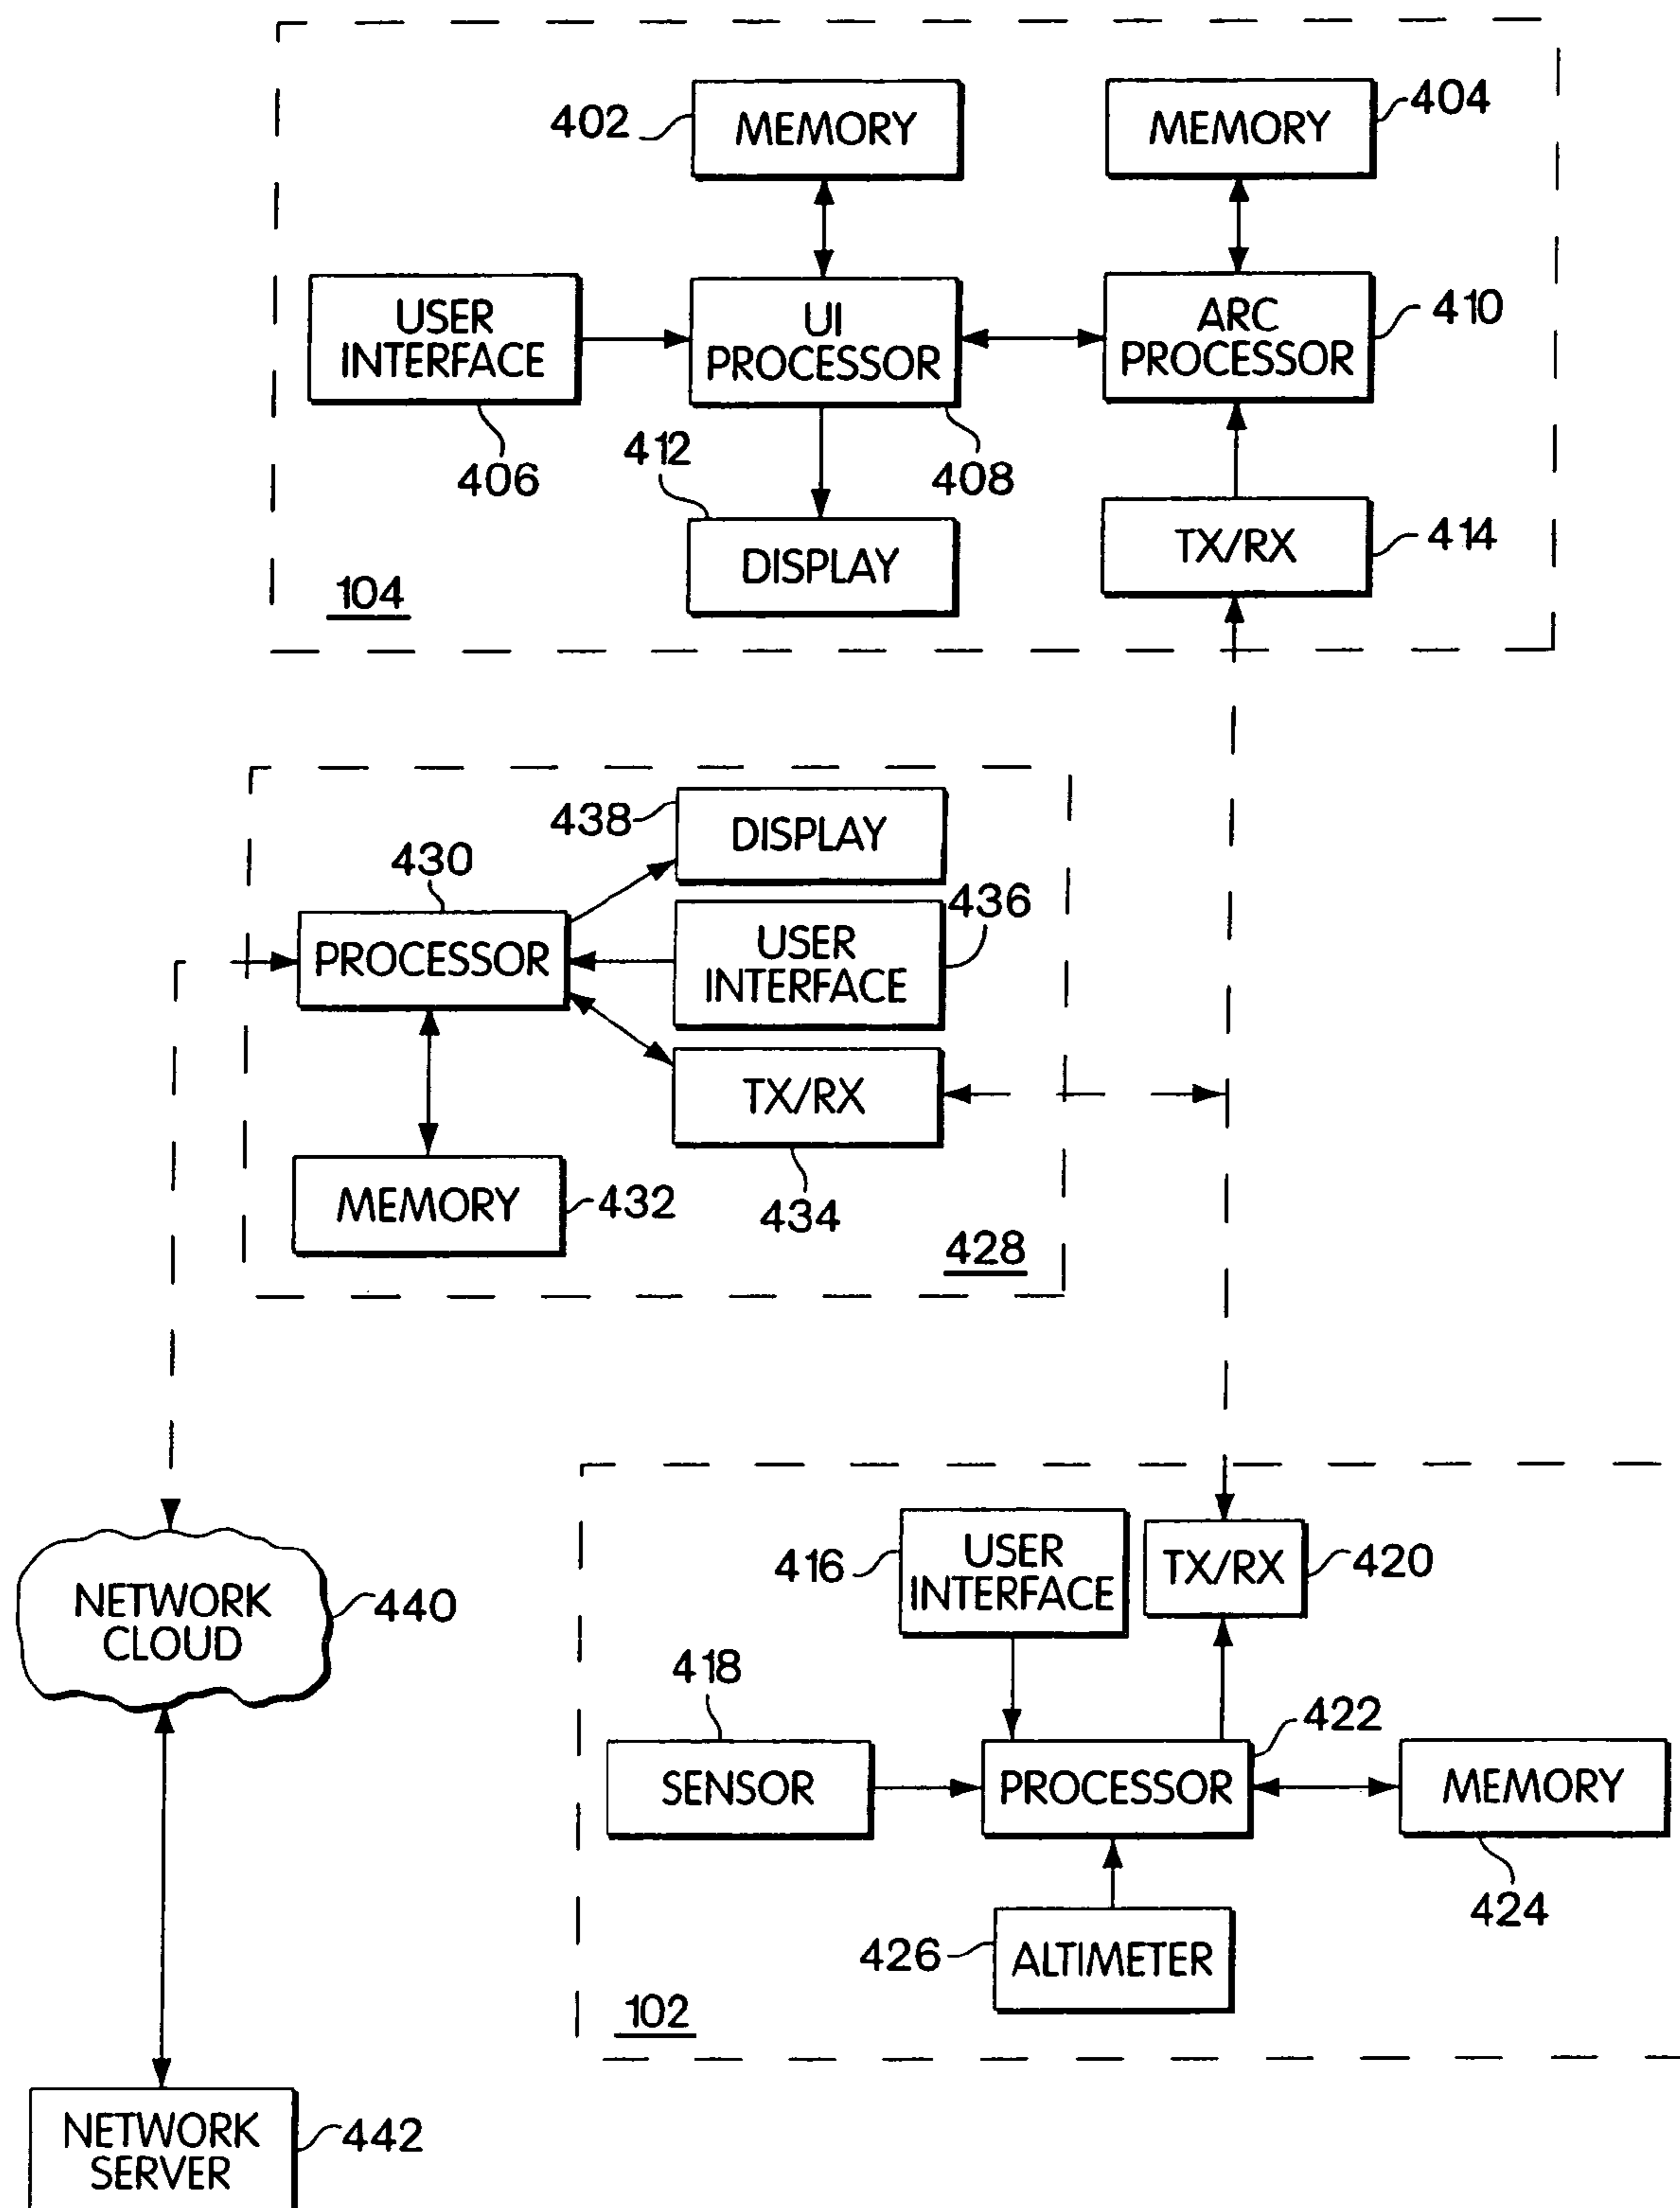 402
MEMORY
MEMORY
404
USER
INTERFACE
406
UI
PROCESSOR
408
ARC
PROCESSOR
410
412
DISPLAY
TX/RX
414
104
438
DISPLAY
430
PROCESSOR
436
USER
INTERFACE
TX/RX
434
MEMORY
432
428
NETWORK
CLOUD
440
416
USER
INTERFACE
TX/RX
420
418
SENSOR
PROCESSOR
422
MEMORY
424
426
ALTIMETER
102
NETWORK
SERVER
442